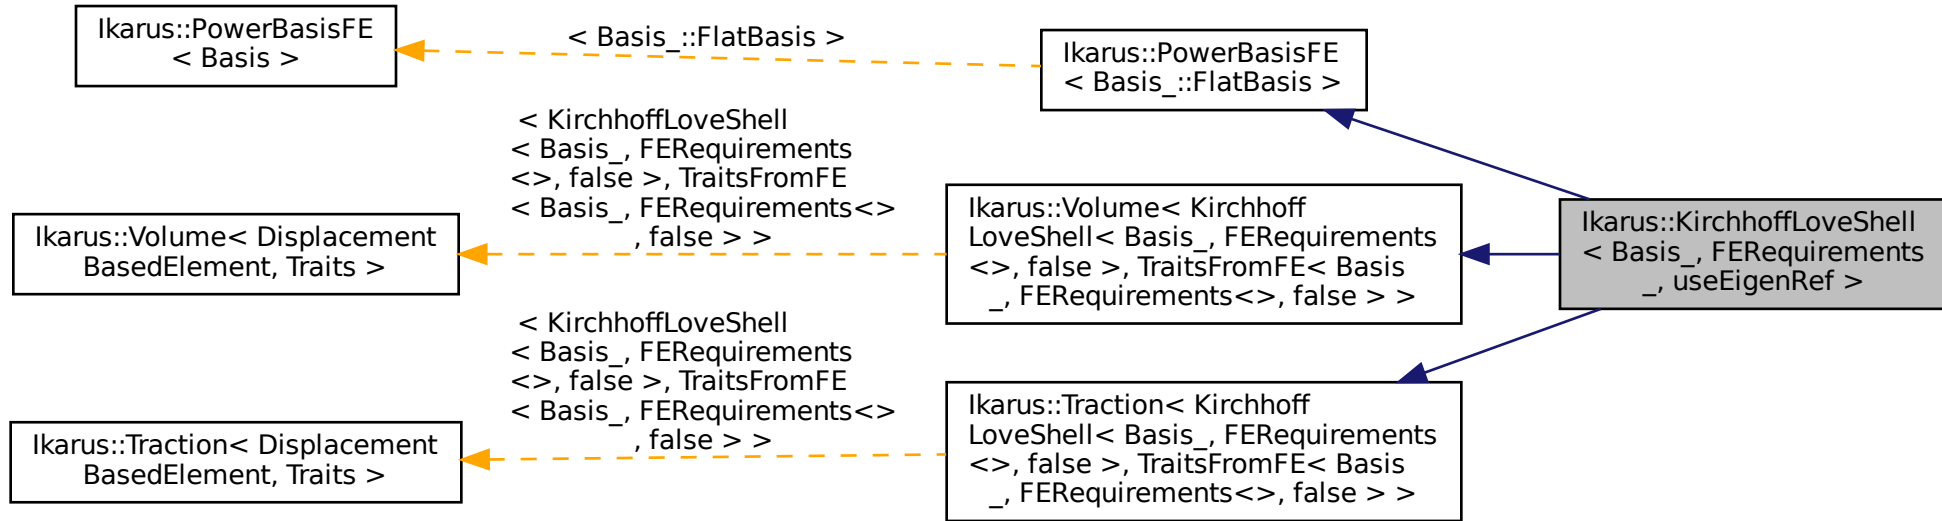 Ikarus::PowerBasisFE
< Basis >
< Basis_::FlatBasis >
Ikarus::PowerBasisFE
< Basis_::FlatBasis >
< KirchhoffLoveShell
< Basis_, FERequirements
<>, false >, TraitsFromFE
< Basis_, FERequirements<>
, false > >
Ikarus::Volume< Displacement
BasedElement, Traits >
Ikarus::Volume< Kirchhoff
LoveShell< Basis_, FERequirements
<>, false >, TraitsFromFE< Basis
_, FERequirements<>, false > >
Ikarus::KirchhoffLoveShell
< Basis_, FERequirements
_, useEigenRef >
< KirchhoffLoveShell
< Basis_, FERequirements
<>, false >, TraitsFromFE
< Basis_, FERequirements<>
, false > >
Ikarus::Traction< Displacement
BasedElement, Traits >
Ikarus::Traction< Kirchhoff
LoveShell< Basis_, FERequirements
<>, false >, TraitsFromFE< Basis
_, FERequirements<>, false > >